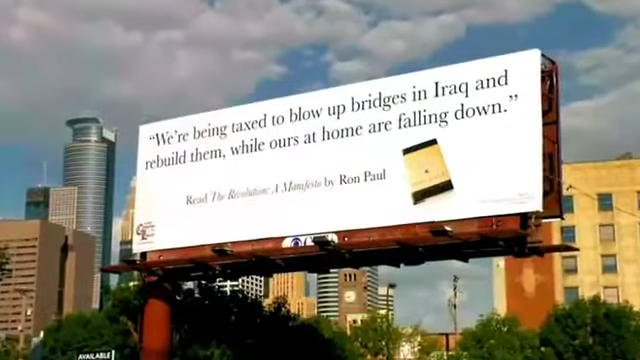 “We’re being taxed to blow up bridges in Iraq and
rebuild them, while ours at home are falling down.”
Read The Revolution: A Manifesto by Ron Paul
AVAILABLE